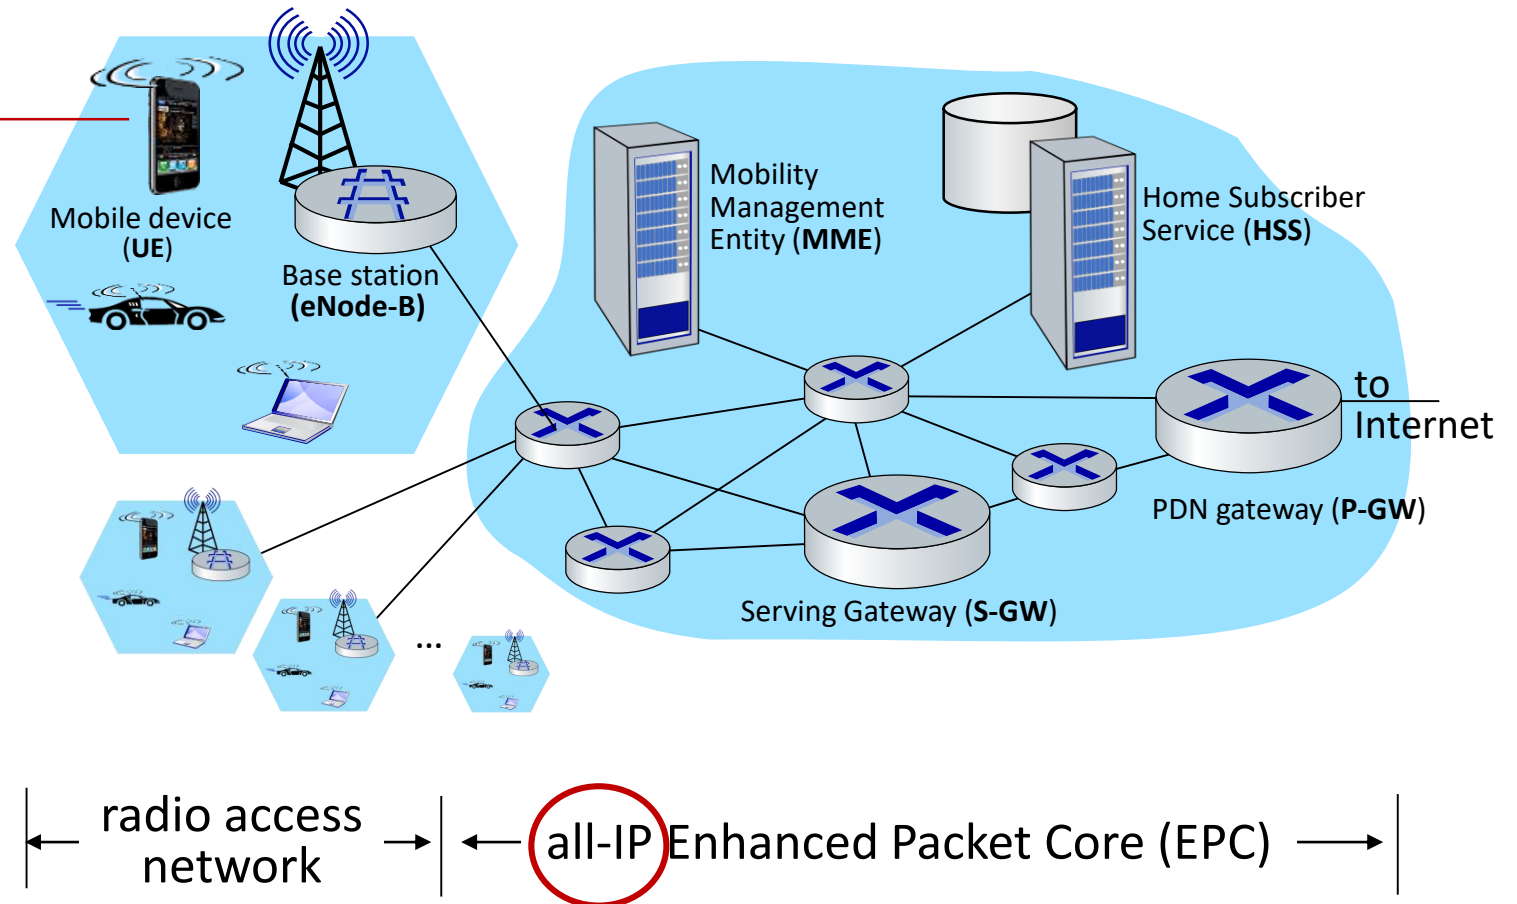 Mobile device
(UE)
Base station
(eNode-B)
Mobility
Management
Entity (MME)
Home Subscriber
Service (HSS)
to
Internet
PDN gateway (P-GW)
Serving Gateway (S-GW)
...
radio access
network
all-IP Enhanced Packet Core (EPC)